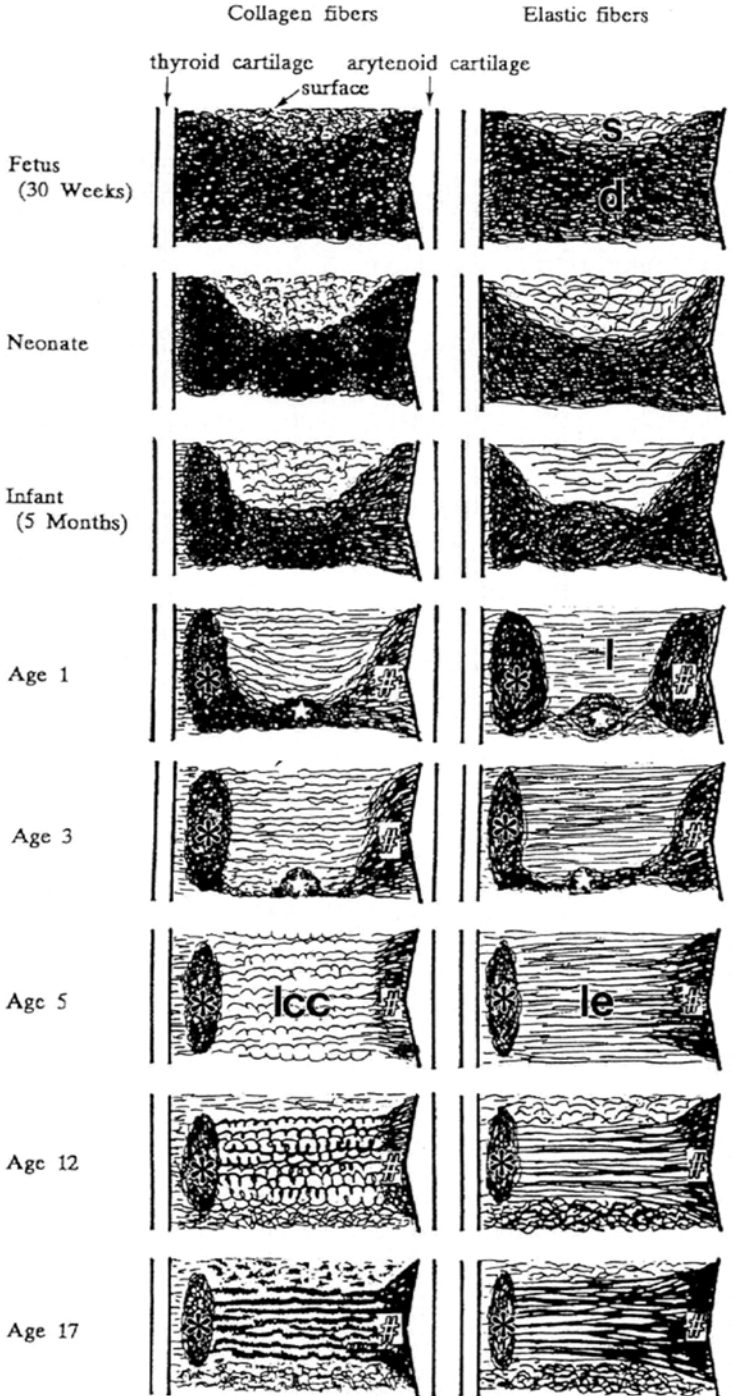 Collagen fibers Elastic fibers
thyroid cartilage arytenoid cartilage
surface
Fetus
(30 Weeks)
s
d
Neonate
Infant
(5 Months)
Age 1
* # l * #
Age 3
* # * #
Age 5
* lcc # * le #
Age 12
* # * #
Age 17
* # * #